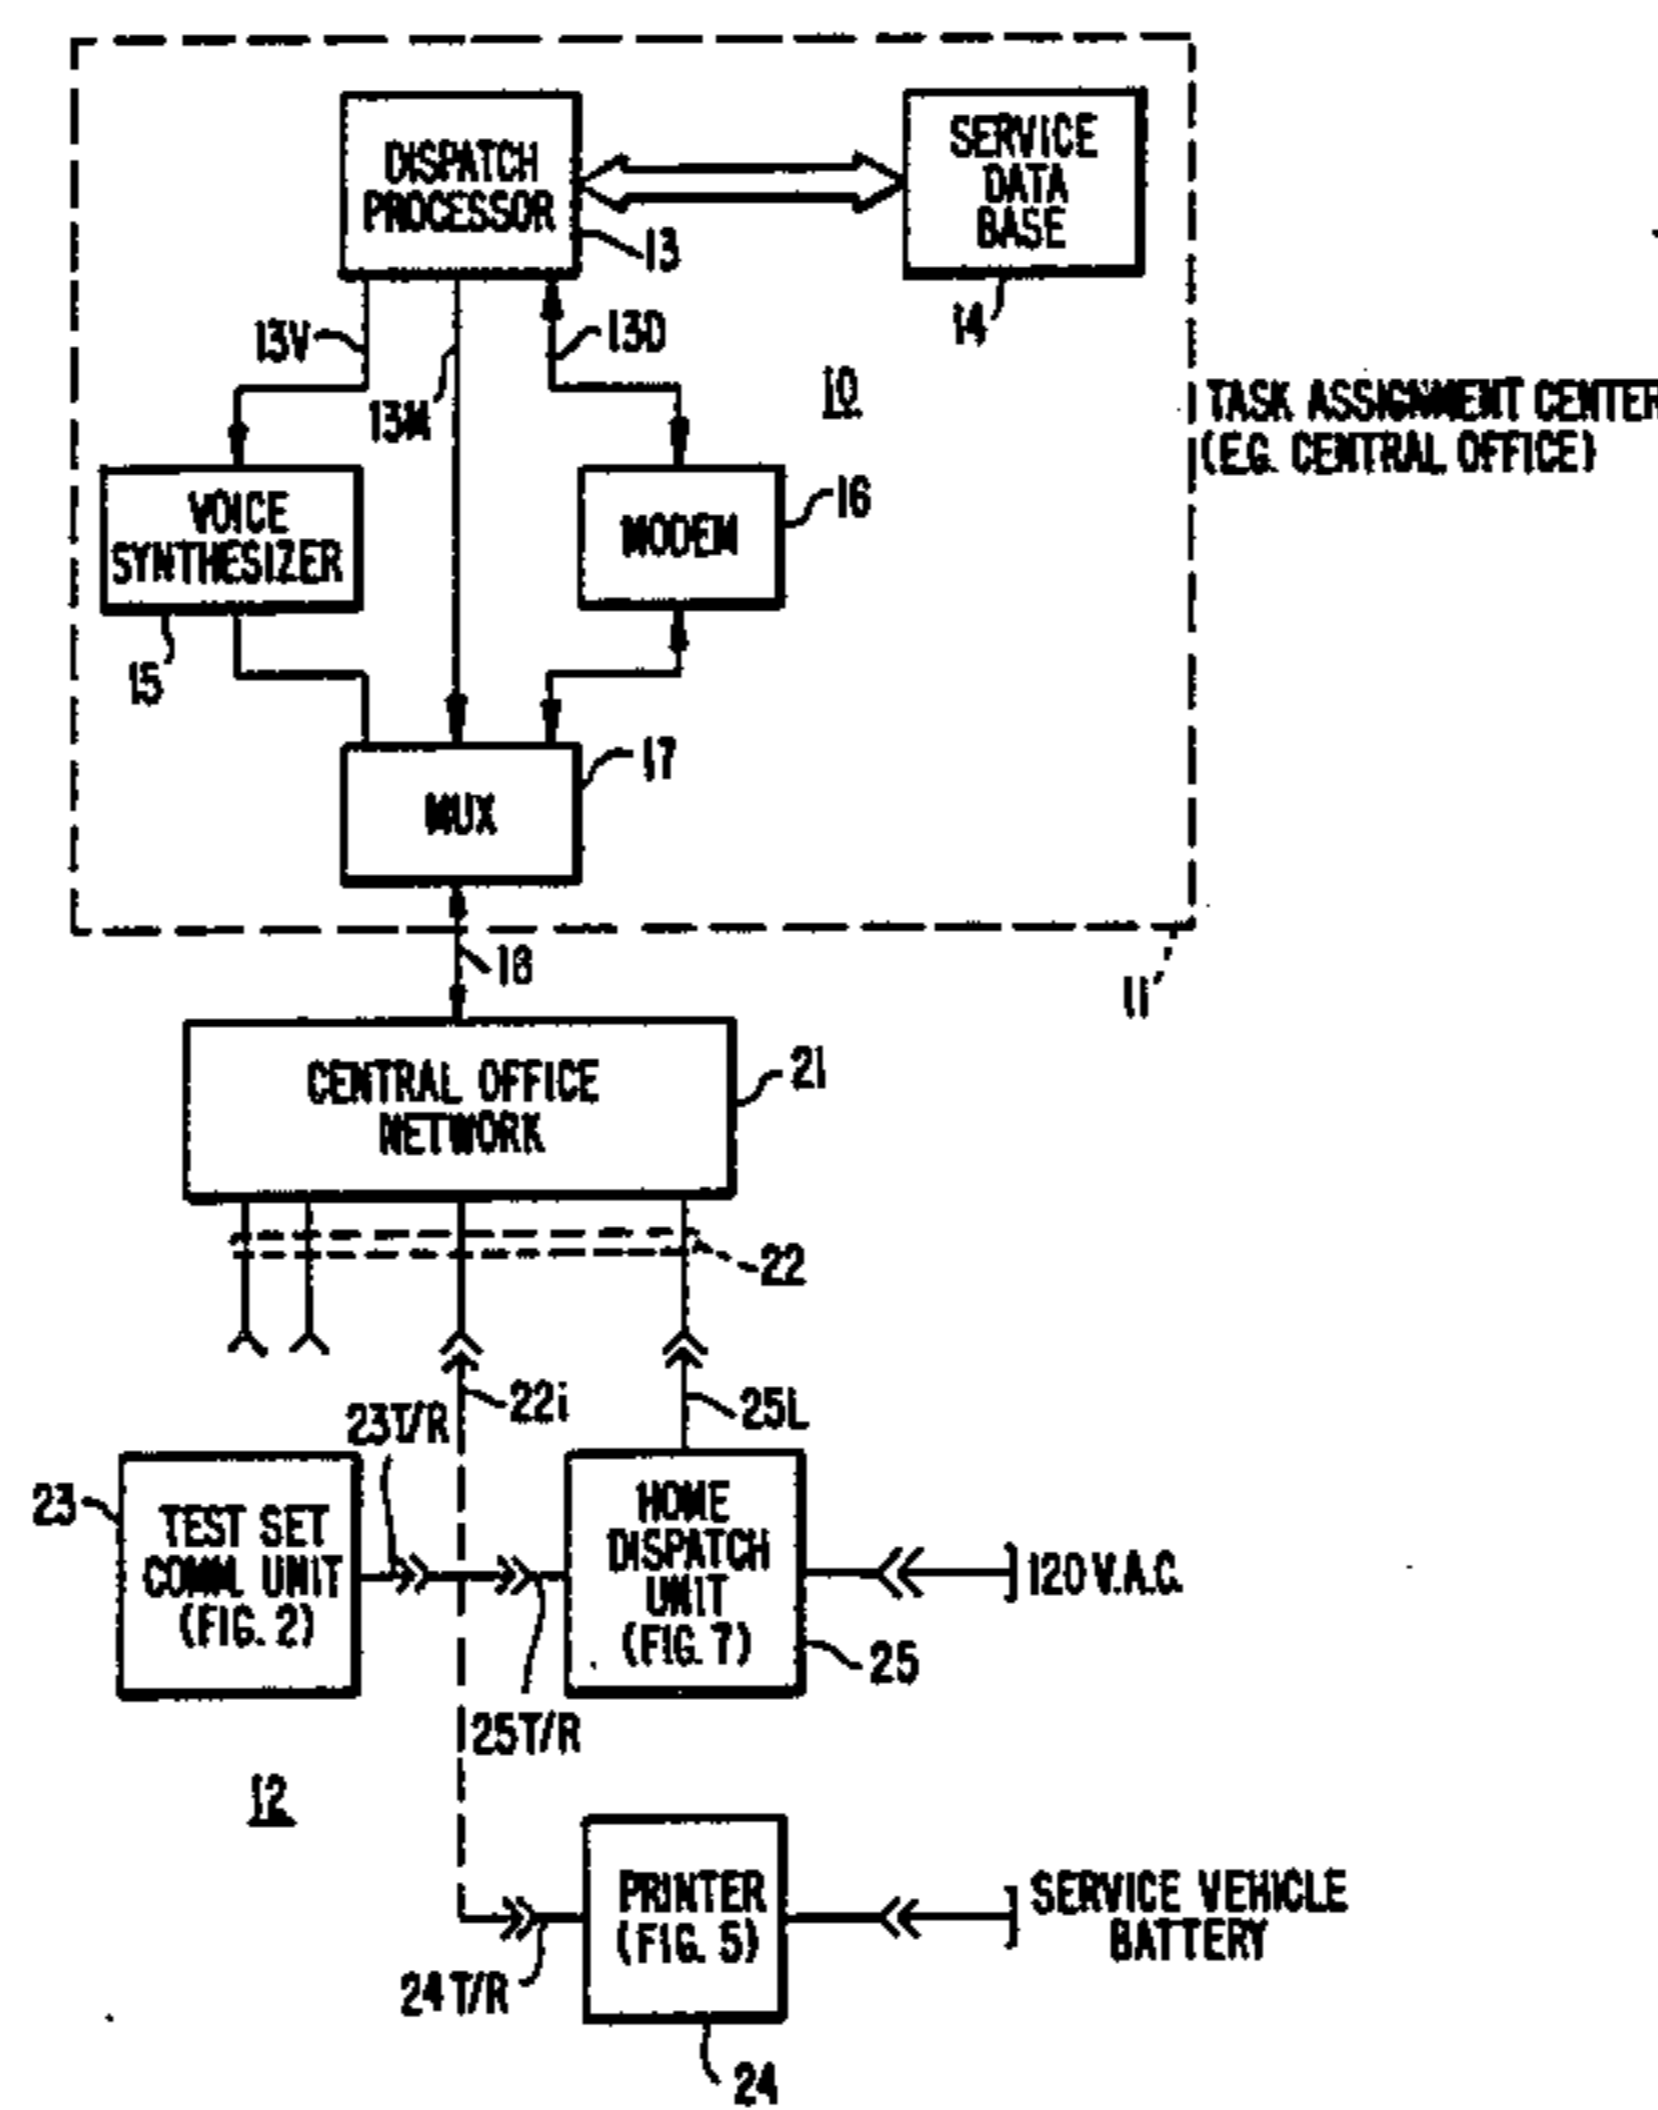 DISPATCH
PROCESSOR
13
SERVICE
DATA
BASE
14
13V
13M
13D
10
TASK ASSIGNMENT CENTER
(E.G. CENTRAL OFFICE)
VOICE
SYNTHESIZER
15
MODEM
16
MUX
17
18
11
CENTRAL OFFICE
NETWORK
21
22
22i
23T/R
25L
23
TEST SET
COMM. UNIT
(FIG. 2)
HOME
DISPATCH
UNIT
(FIG. 7)
120 V.A.C.
25
25T/R
12
PRINTER
(FIG. 5)
SERVICE VEHICLE
BATTERY
24T/R
24